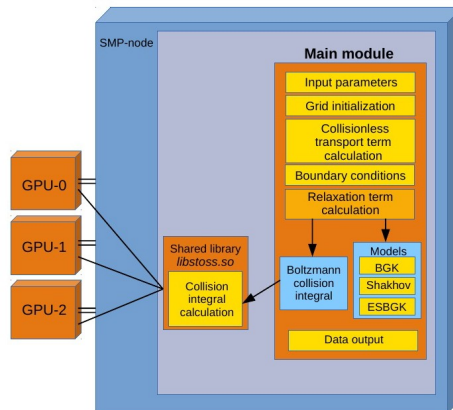 SMP-node
Main module
Input parameters
Grid initialization
Collisionless
transport term
calculation
Boundary conditions
Relaxation term
calculation
GPU-0
GPU-1
GPU-2
Shared library
libstoss.so
Collision
integral
calculation
Boltzmann
collision
integral
Models
BGK
Shakhov
ESBGK
Data output